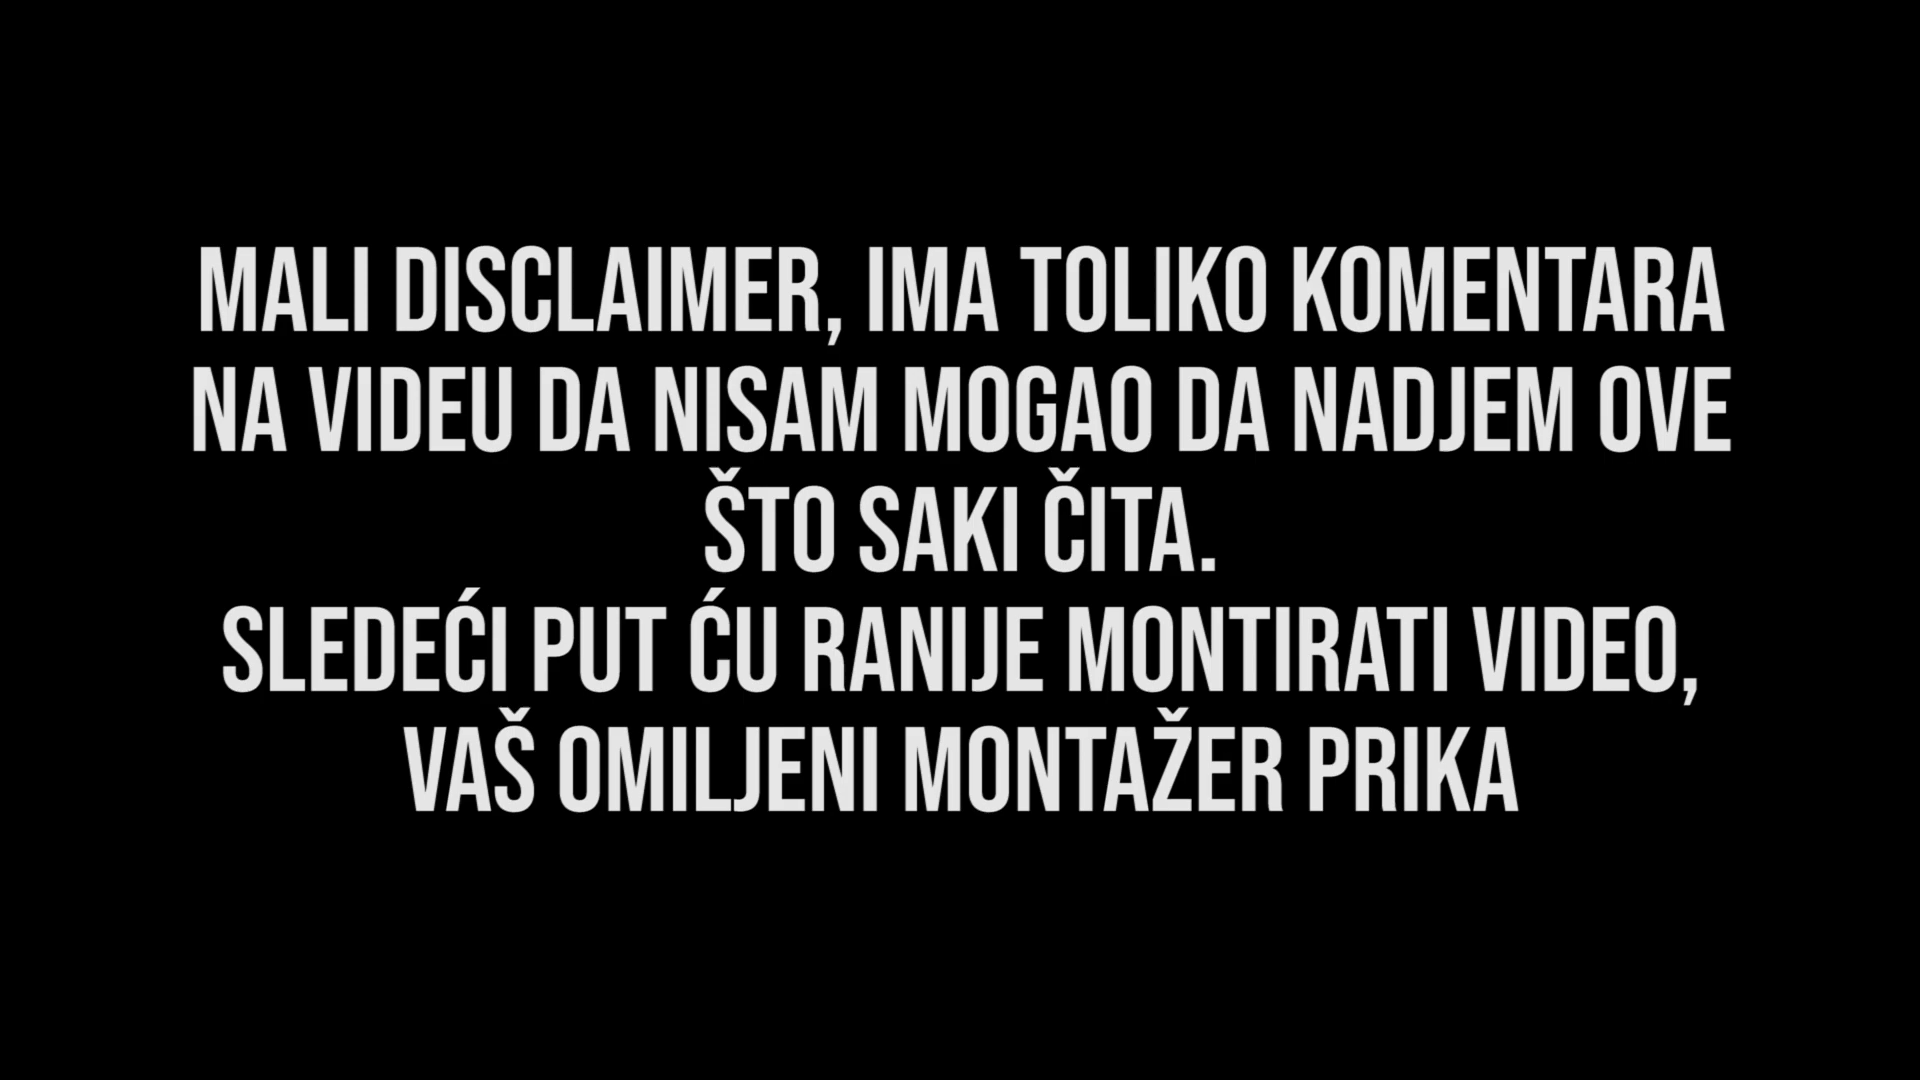 MALI DISCLAIMER, IMA TOLIKO KOMENTARA
NA VIDEU DA NISAM MOGAO DA NADJEM OVE
ŠTO SAKI ČITA.
SLEDEĆI PUT ĆU RANIJE MONTIRATI VIDEO,
VAŠ OMILJENI MONTAŽER PRIKA